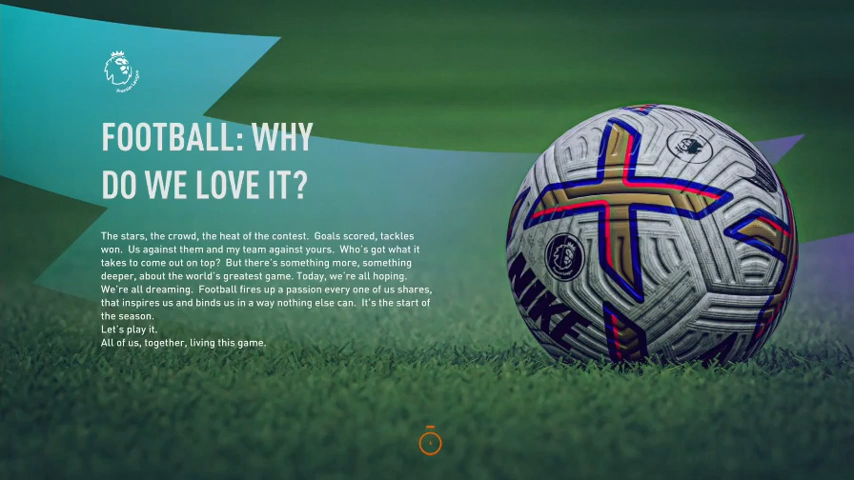 Premier League
FOOTBALL: WHY
DO WE LOVE IT?
The stars, the crowd, the heat of the contest.  Goals scored, tackles
won.  Us against them and my team against yours.  Who's got what it
takes to come out on top?  But there's something more, something
deeper, about the world's greatest game. Today, we're all hoping.
We're all dreaming.  Football fires up a passion every one of us shares,
that inspires us and binds us in a way nothing else can.  It's the start of
the season.
Let's play it.
All of us, together, living this game.
NIKE